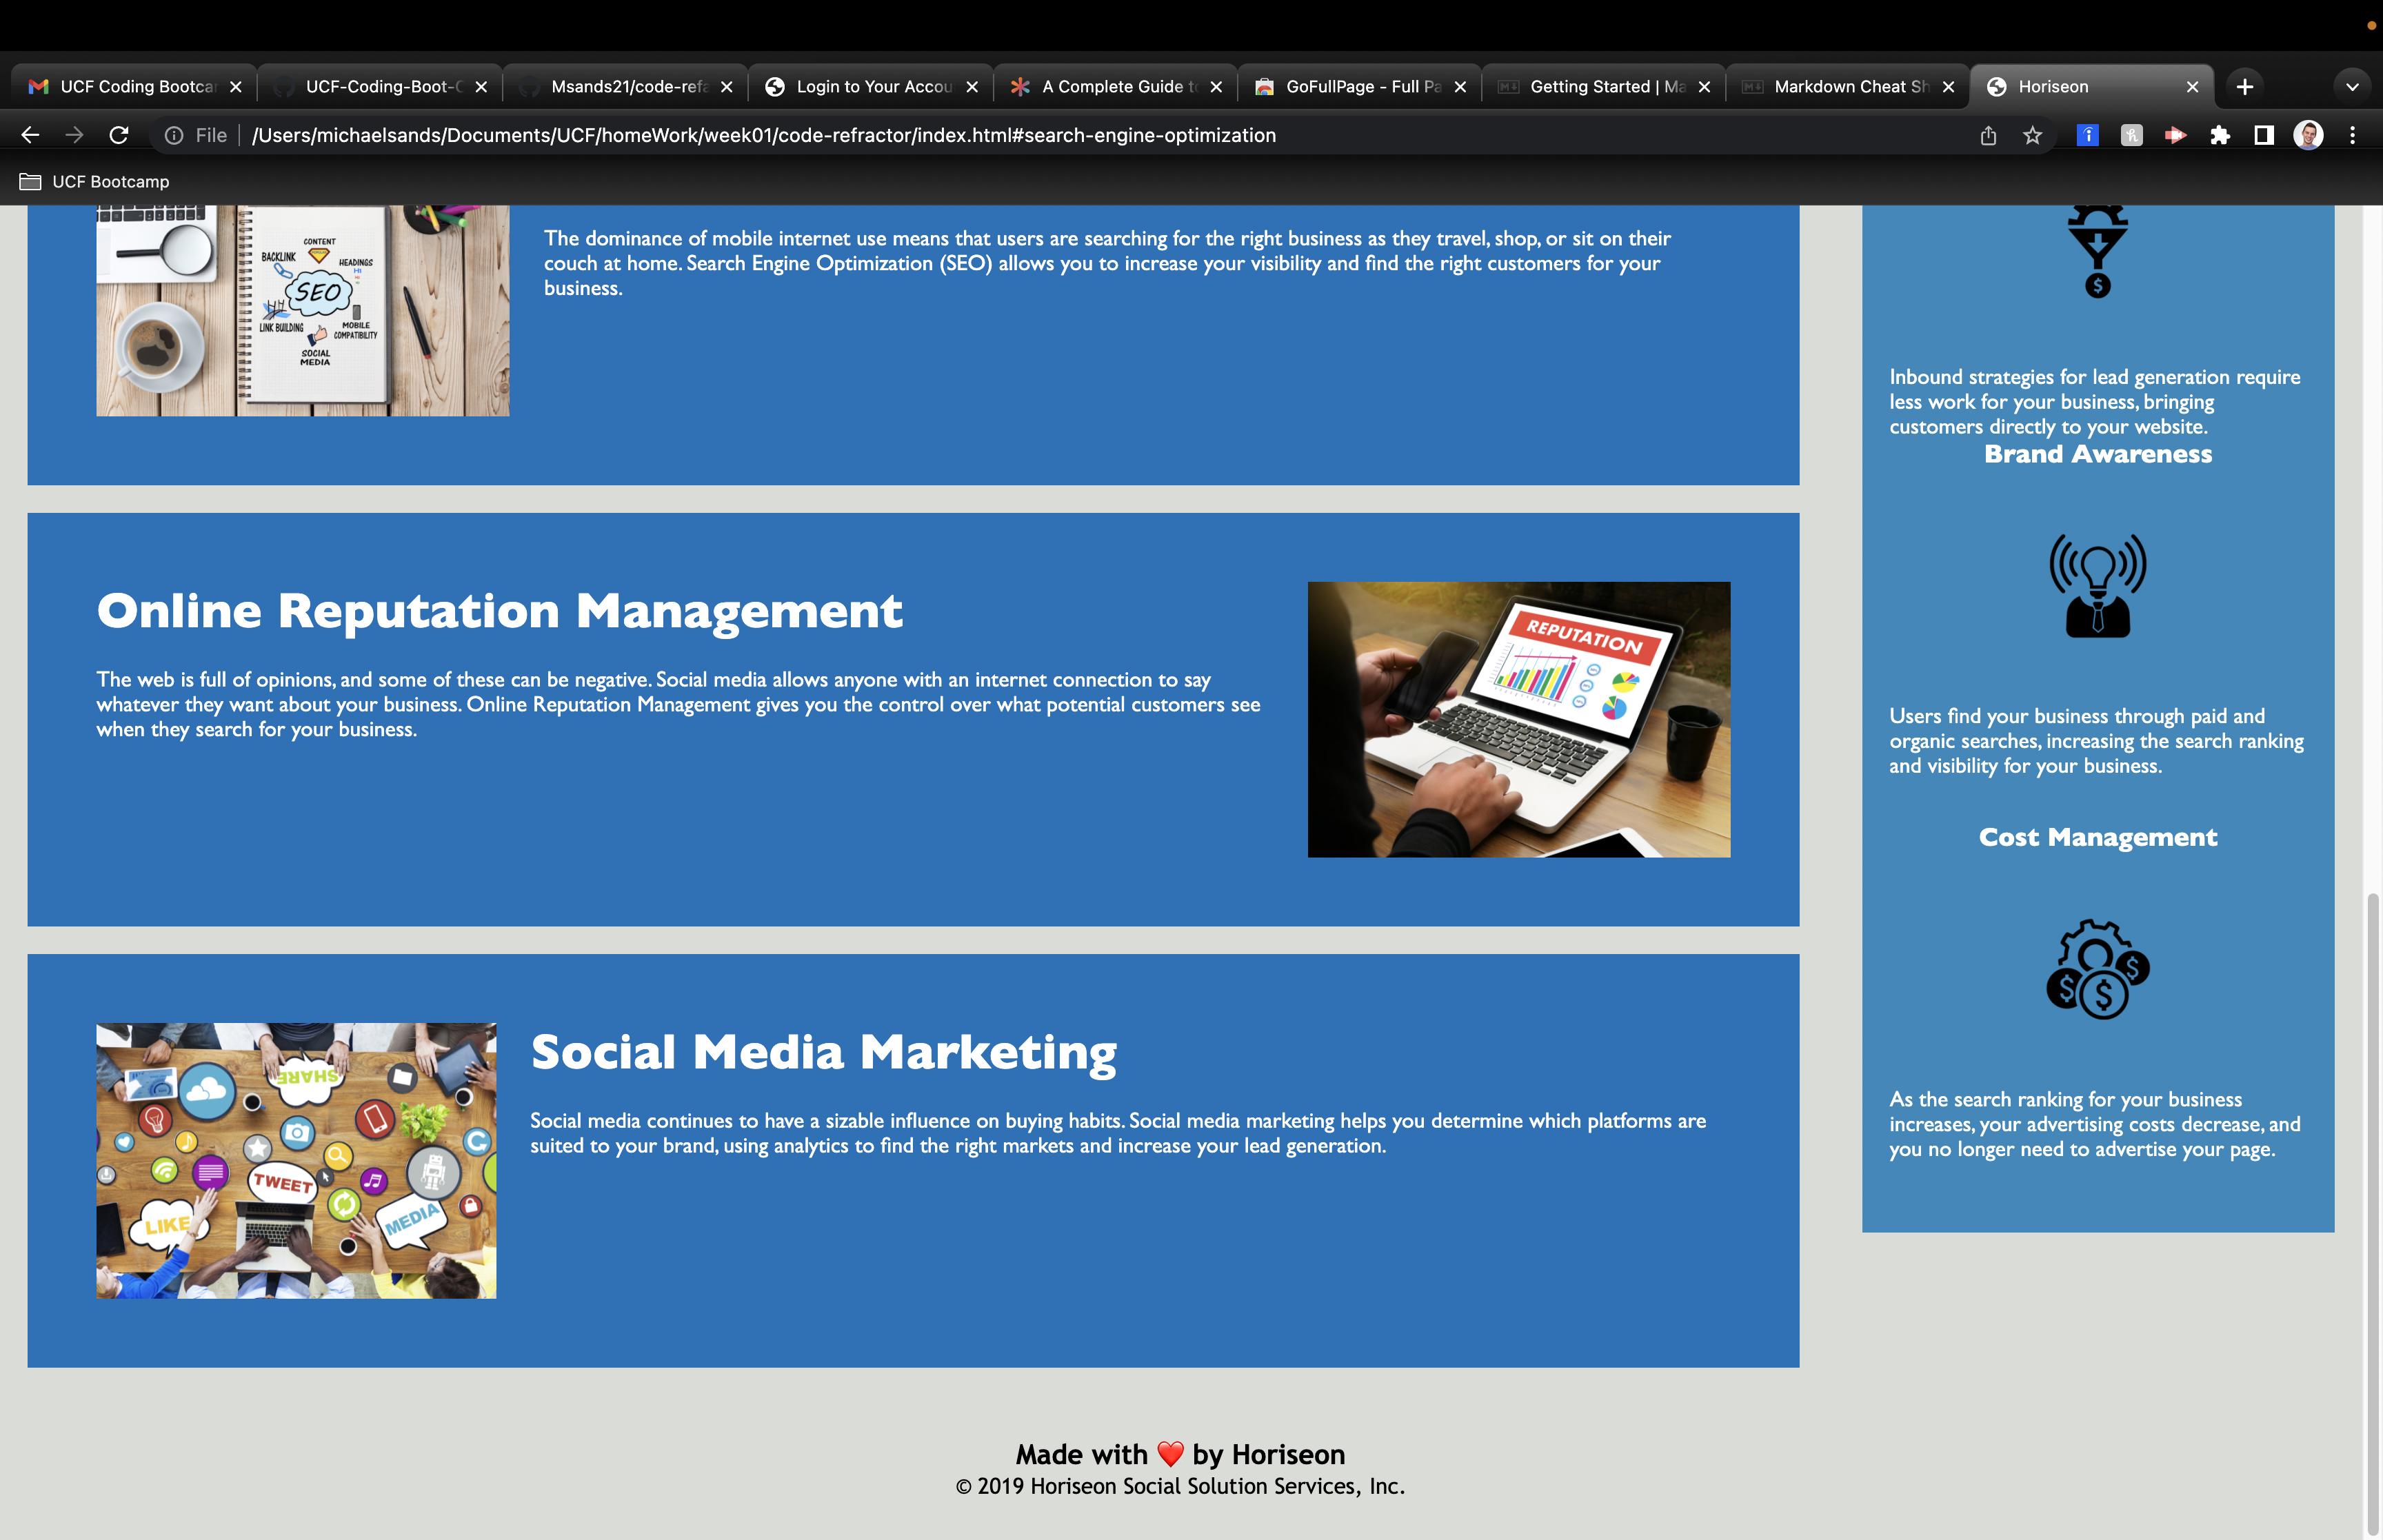 UCF Coding Bootca
UCF-Coding-Boot-C
Msands21/code-refa
Login to Your Accou
A Complete Guide to
GoFullPage - Full Pa
Getting Started | Ma
Markdown Cheat Sh
Horiseon
File
/Users/michaelsands/Documents/UCF/homeWork/week01/code-refractor/index.html#search-engine-optimization
UCF Bootcamp
CONTENT
BACKLINK
HEADINGS
H1
SEO
LINK BUILDING
MOBILE
COMPATIBILITY
SOCIAL
MEDIA
The dominance of mobile internet use means that users are searching for the right business as they travel, shop, or sit on their
couch at home. Search Engine Optimization (SEO) allows you to increase your visibility and find the right customers for your
business.
Online Reputation Management
The web is full of opinions, and some of these can be negative. Social media allows anyone with an internet connection to say
whatever they want about your business. Online Reputation Management gives you the control over what potential customers see
when they search for your business.
REPUTATION
SHARE
TWEET
LIKE
MEDIA
Social Media Marketing
Social media continues to have a sizable influence on buying habits. Social media marketing helps you determine which platforms are
suited to your brand, using analytics to find the right markets and increase your lead generation.
$
Inbound strategies for lead generation require
less work for your business, bringing
customers directly to your website.
Brand Awareness
Users find your business through paid and
organic searches, increasing the search ranking
and visibility for your business.
Cost Management
$ $ $
As the search ranking for your business
increases, your advertising costs decrease, and
you no longer need to advertise your page.
Made with ❤️ by Horiseon
© 2019 Horiseon Social Solution Services, Inc.